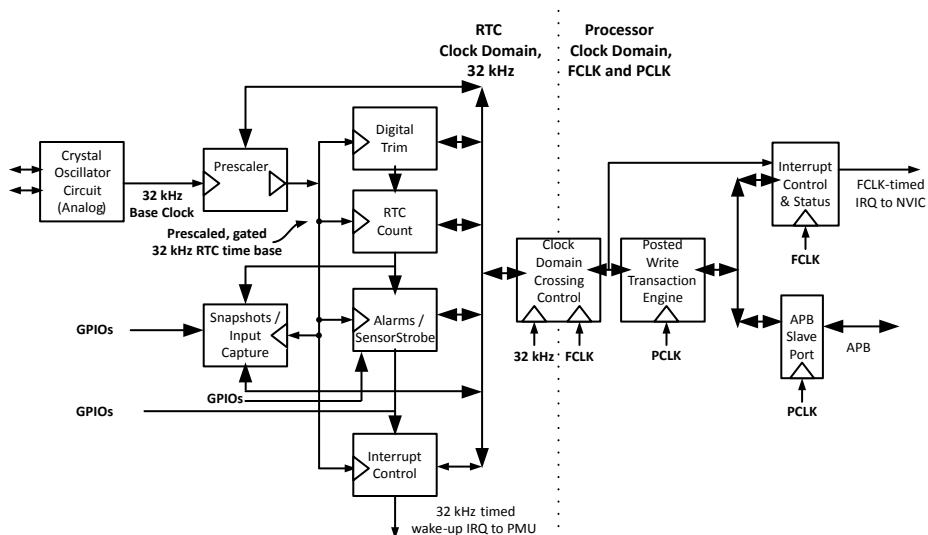 RTC
Clock Domain,
32 kHz
Processor
Clock Domain,
FCLK and PCLK
Crystal
Oscillator
Circuit
(Analog)
32 kHz
Base Clock
Prescaler
Digital
Trim
RTC
Count
Prescaled, gated
32 kHz RTC time base
Snapshots /
Input
Capture
Alarms /
SensorStrobe
GPIOs
GPIOs
GPIOs
Interrupt
Control
32 kHz timed
wake-up IRQ to PMU
Clock
Domain
Crossing
Control
32 kHz
FCLK
Posted
Write
Transaction
Engine
PCLK
Interrupt
Control
& Status
FCLK
FCLK-timed
IRQ to NVIC
APB
Slave
Port
PCLK
APB